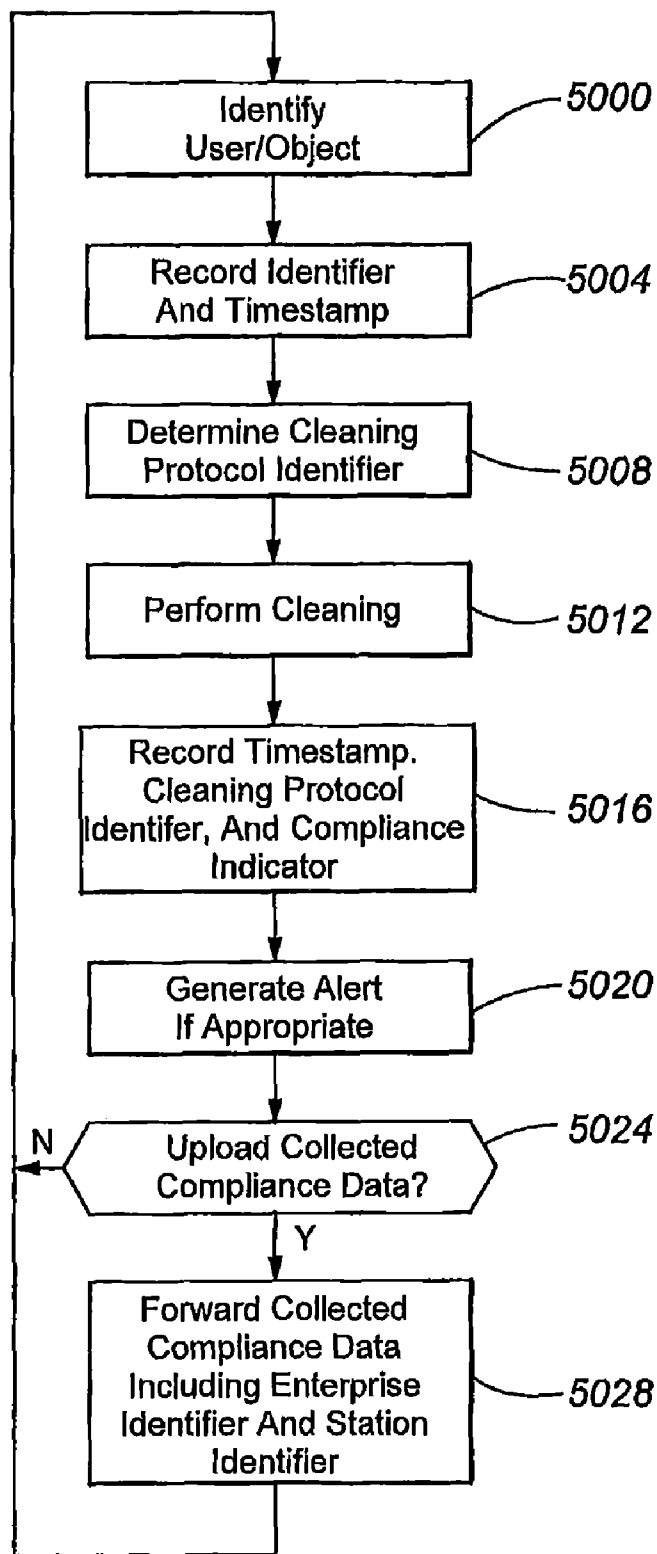 Identify
User/Object
5000
Record Identifier
And Timestamp
5004
Determine Cleaning
Protocol Identifier
5008
Perform Cleaning
5012
Record Timestamp.
Cleaning Protocol
Identifer, And Compliance
Indicator
5016
Generate Alert
If Appropriate
5020
Upload Collected
Compliance Data?
5024
N
Y
Forward Collected
Compliance Data
Including Enterprise
Identifier And Station
Identifier
5028